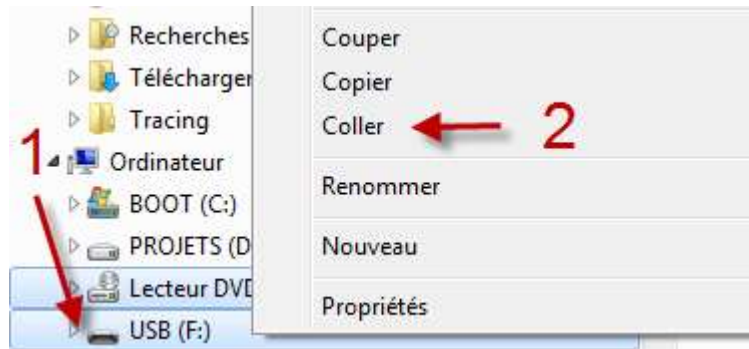 Recherches
Télécharger
Tracing
1
Ordinateur
BOOT (C:)
PROJETS (D
Lecteur DVD
USB (F:)
Couper
Copier
Coller
2
Renommer
Nouveau
Propriétés